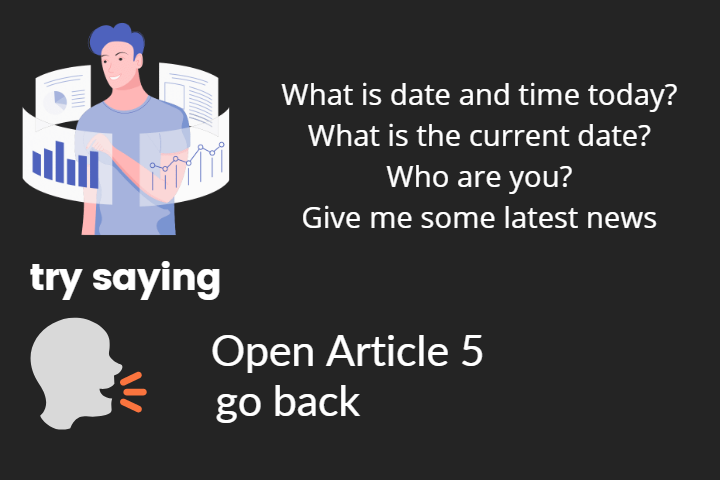 What is date and time today?
What is the current date?
Who are you?
Give me some latest news
try saying
Open Article 5
go back